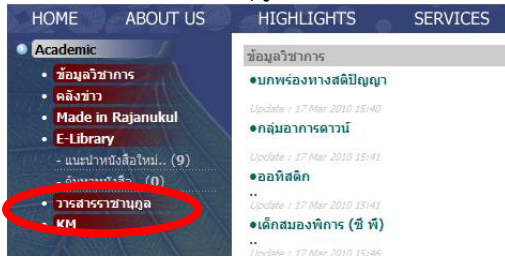 HOME ABOUT US HIGHLIGHTS SERVICES
Academic
• ข้อมูลวิชาการ
• คลังข่าว
• Made in Rajanukul
• E-Library
- แนะนำหนังสือใหม่.. (9)
(0)
• วารสารราชานุกูล
• KM
ข้อมูลวิชาการ
•บกพร่องทางสติปัญญา
Update : 17 Mar 2010 15:40
•กลุ่มอาการดาวน์
Update : 17 Mar 2010 15:41
•ออทิสติก
..
Update : 17 Mar 2010 15:41
•เด็กสมองพิการ (ซี พี)
..
Update : 17 Mar 2010 15:46